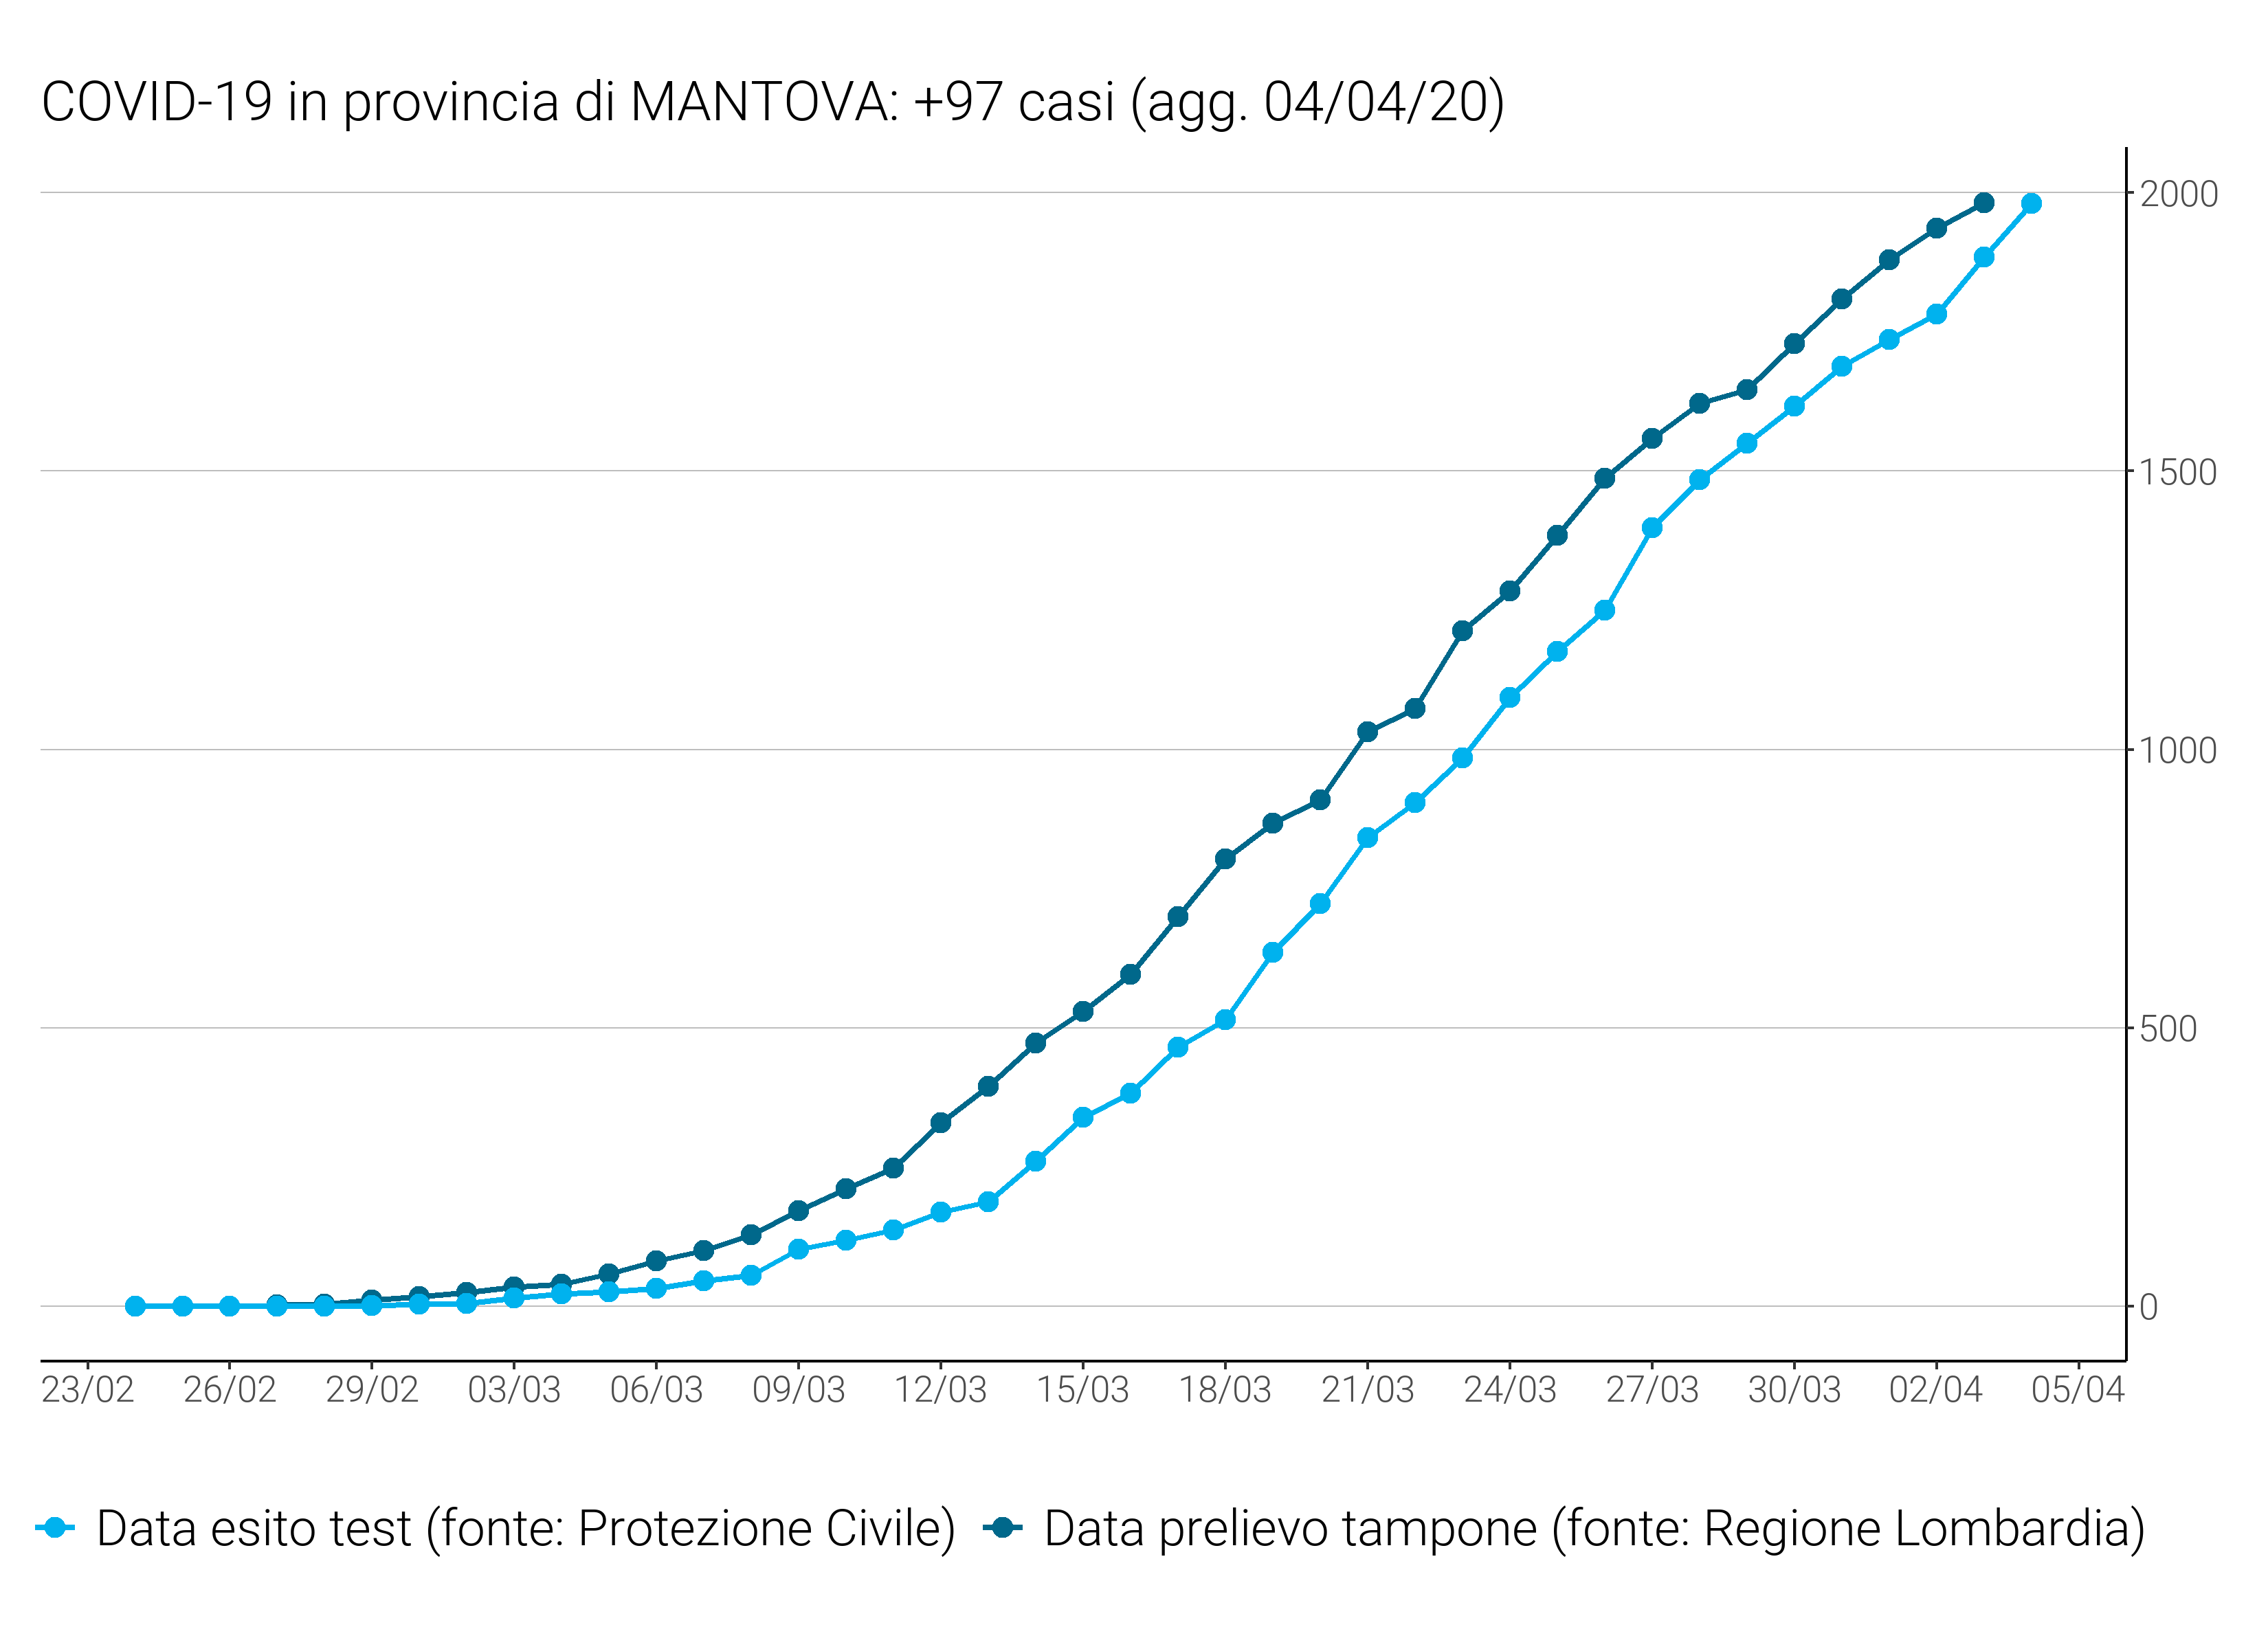 COVID-19 in provincia di MANTOVA: +97 casi (agg. 04/04/20)
2000
1500
1000
500
0
23/02 26/02 29/02 03/03 06/03 09/03 12/03 15/03 18/03 21/03 24/03 27/03 30/03 02/04 05/04
Data esito test (fonte: Protezione Civile) Data prelievo tampone (fonte: Regione Lombardia)